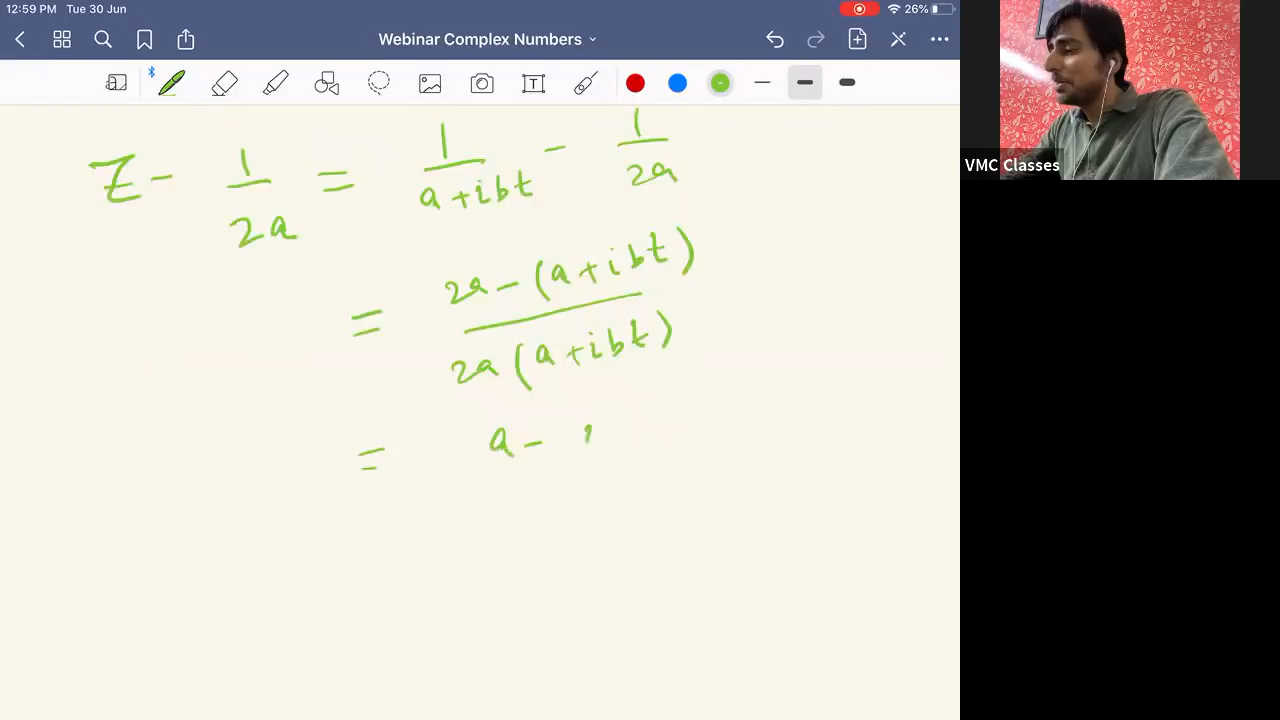 12:59 PM Tue 30 Jun
26%
Webinar Complex Numbers
T
VMC Classes
Z - 1/2a = 1/(a+ibt) - 1/2a
= (2a-(a+ibt))/(2a(a+ibt))
= a -